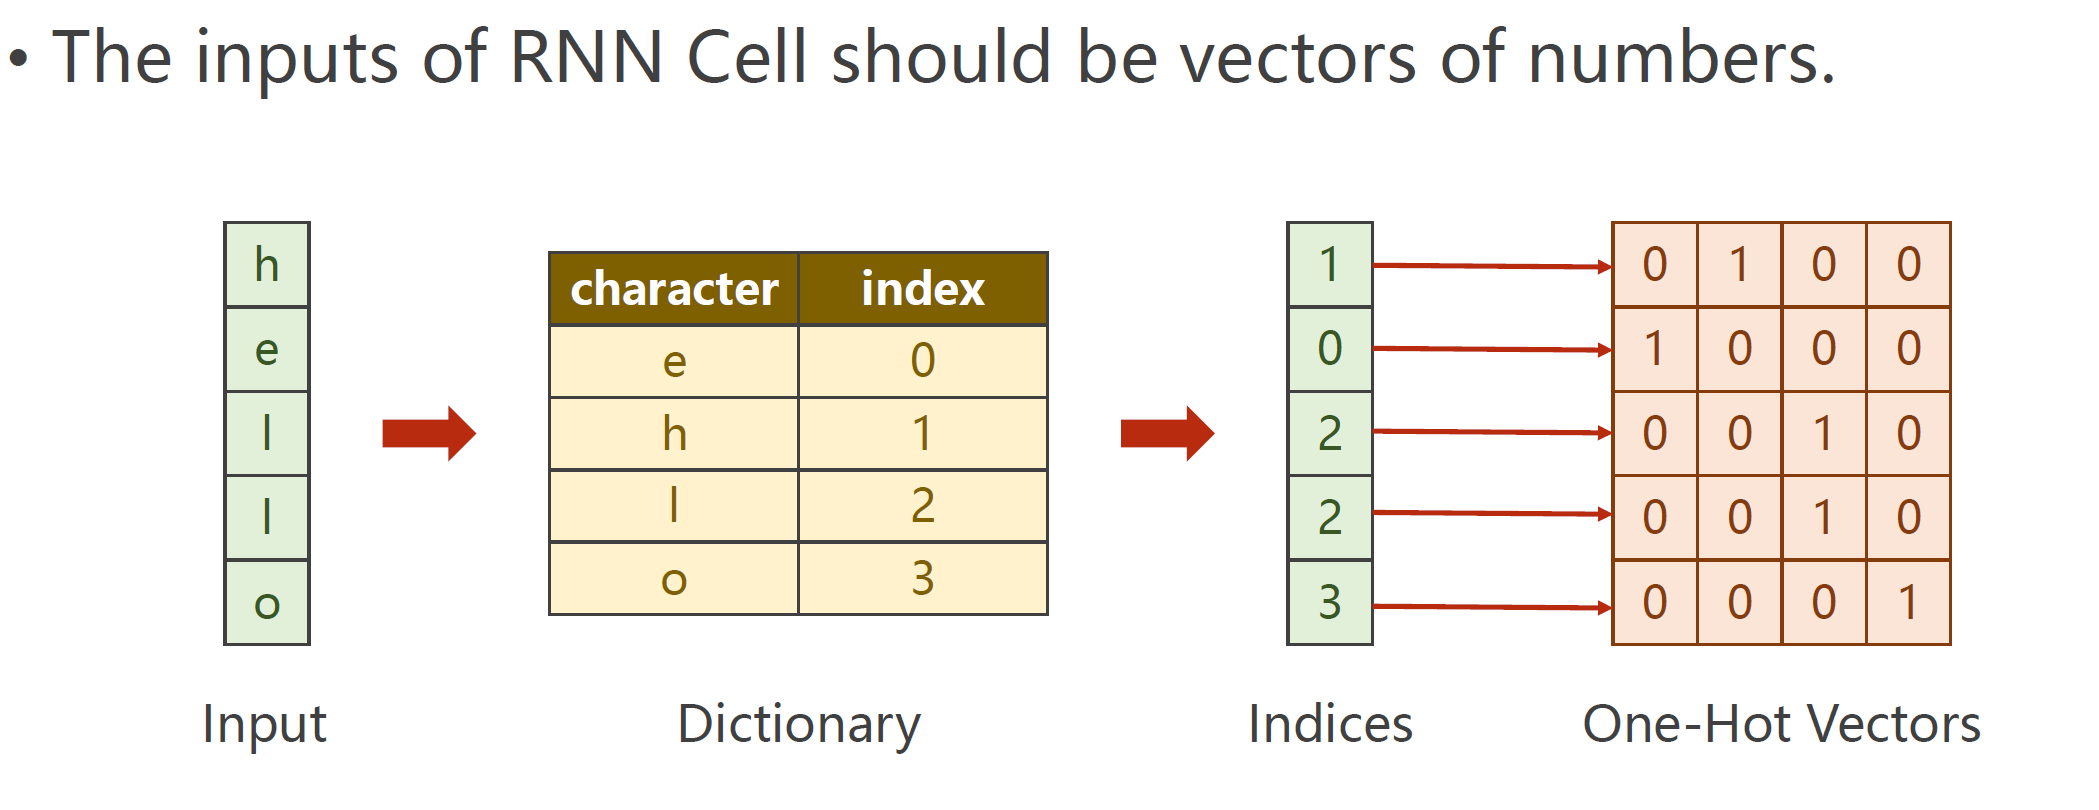 • The inputs of RNN Cell should be vectors of numbers.
h
e
l
l
o
Input
character index
e 0
h 1
l 2
o 3
Dictionary
1
0
2
2
3
Indices
0 1 0 0
1 0 0 0
0 0 1 0
0 0 1 0
0 0 0 1
One-Hot Vectors